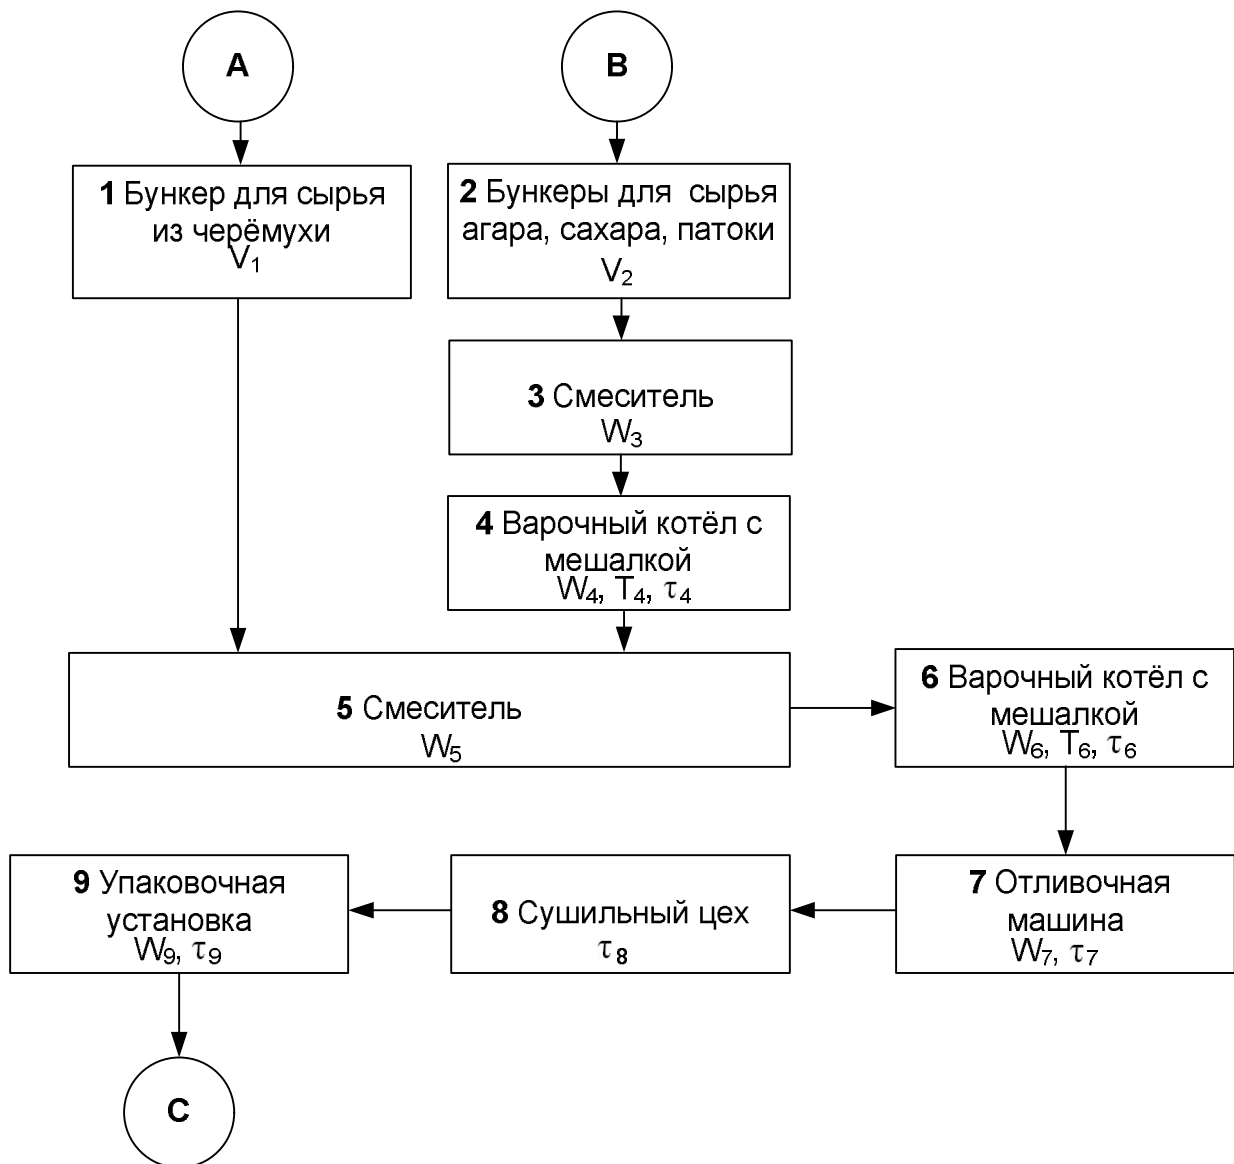 A
B
1 Бункер для сырья
из черёмухи
V₁
2 Бункеры для сырья
агара, сахара, патоки
V₂
3 Смеситель
W₃
4 Варочный котёл с
мешалкой
W₄, T₄, τ₄
5 Смеситель
W₅
6 Варочный котёл с
мешалкой
W₆, T₆, τ₆
7 Отливочная
машина
W₇, τ₇
8 Сушильный цех
τ₈
9 Упаковочная
установка
W₉, τ₉
C